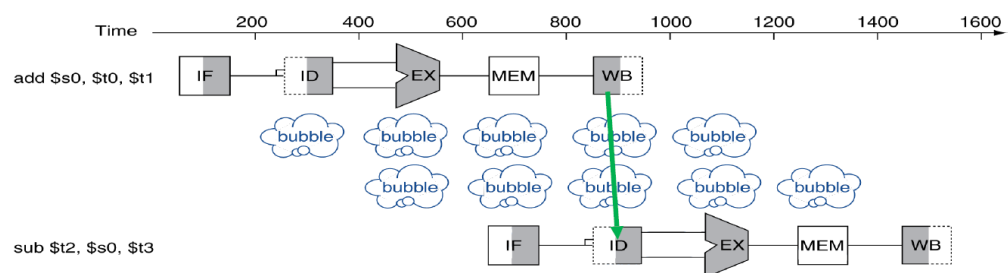 Time 200 400 600 800 1000 1200 1400 1600
add $s0, $t0, $t1 IF ID EX MEM WB
bubble bubble bubble bubble bubble
bubble bubble bubble bubble bubble
sub $t2, $s0, $t3 IF ID EX MEM WB